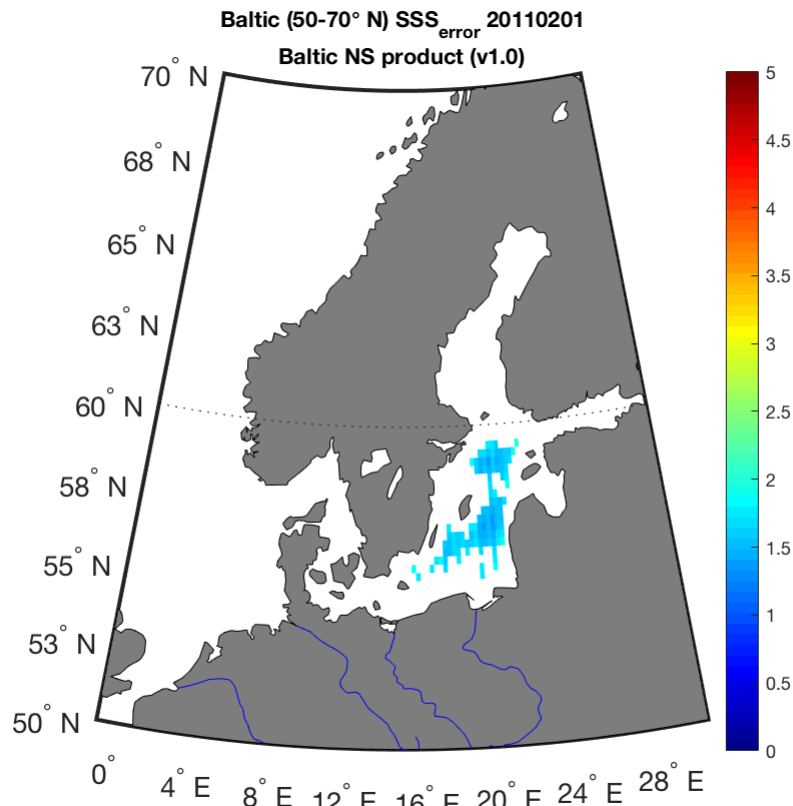 Baltic (50-70° N) SSS_error 20110201
Baltic NS product (v1.0)
70° N
68° N
65° N
63° N
60° N
58° N
55° N
53° N
50° N
0°
4° E
8° E
12° E
16° E
20° E
24° E
28° E
5
4.5
4
3.5
3
2.5
2
1.5
1
0.5
0